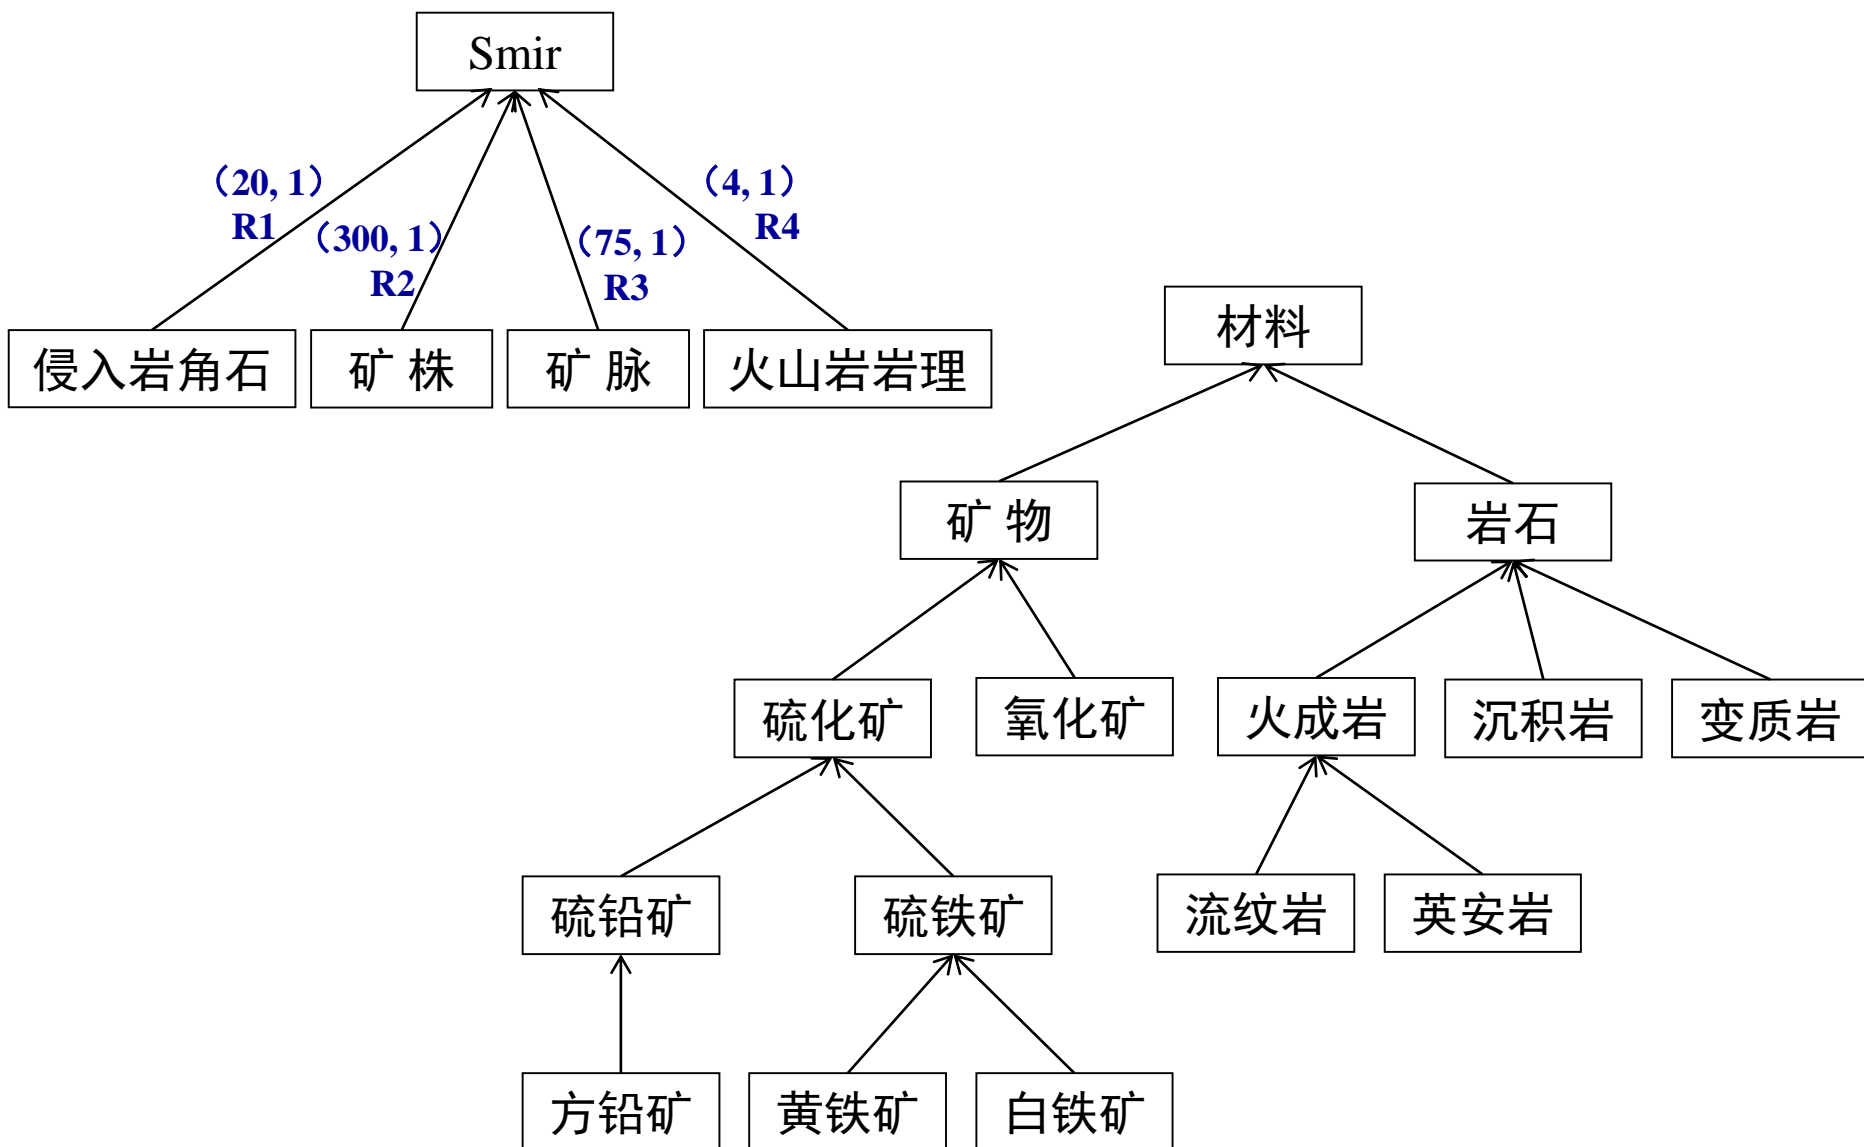 Smir
（20, 1）
R1
（300, 1）
R2
（75, 1）
R3
（4, 1）
R4
侵入岩角石
矿 株
矿 脉
火山岩岩理
材料
矿 物
岩石
硫化矿
氧化矿
火成岩
沉积岩
变质岩
硫铅矿
硫铁矿
流纹岩
英安岩
方铅矿
黄铁矿
白铁矿